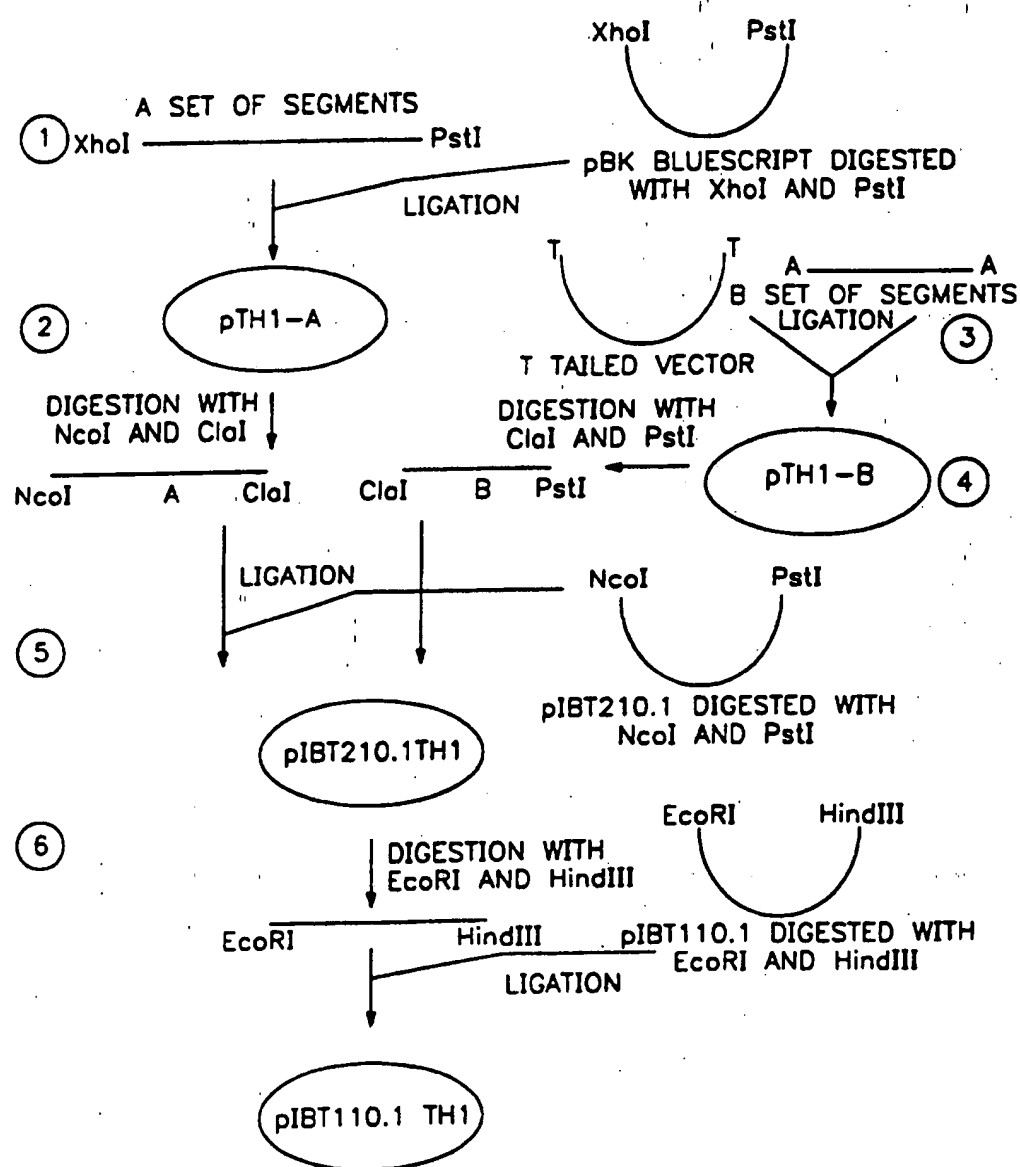 XhoI PstI
A SET OF SEGMENTS
1 XhoI PstI
pBK BLUESCRIPT DIGESTED
WITH XhoI AND PstI
LIGATION
T T
A A
B SET OF SEGMENTS
LIGATION
3
2
pTH1-A
T TAILED VECTOR
DIGESTION WITH
NcoI AND ClaI
DIGESTION WITH
ClaI AND PstI
pTH1-B
4
NcoI A ClaI ClaI B PstI
LIGATION
NcoI PstI
5
pIBT210.1 DIGESTED WITH
NcoI AND PstI
pIBT210.1TH1
6
EcoRI HindIII
DIGESTION WITH
EcoRI AND HindIII
EcoRI HindIII
pIBT110.1 DIGESTED WITH
EcoRI AND HindIII
LIGATION
pIBT110.1 TH1